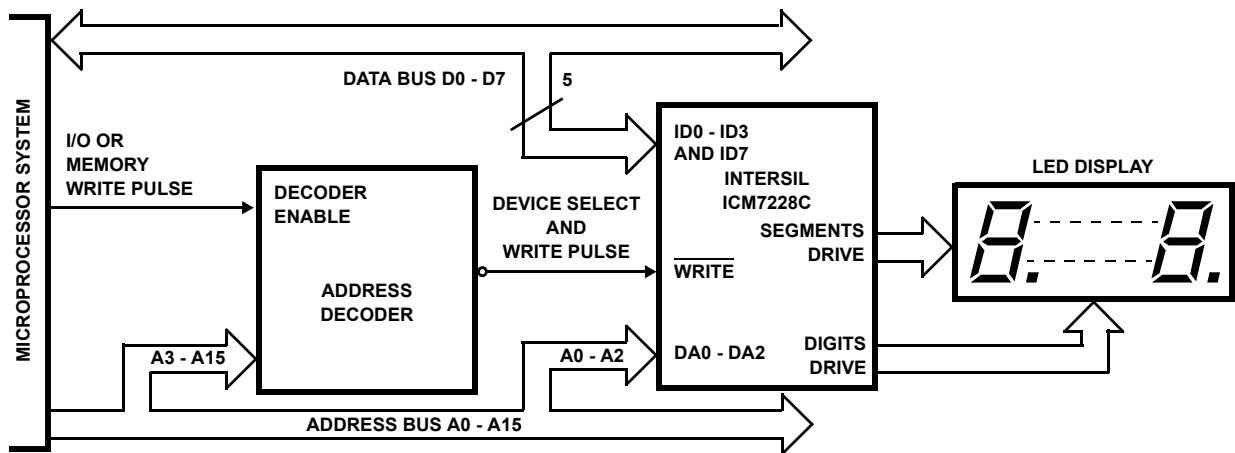 MICROPROCESSOR SYSTEM
DATA BUS D0 - D7
5
I/O OR
MEMORY
WRITE PULSE
DECODER
ENABLE
ADDRESS
DECODER
DEVICE SELECT
AND
WRITE PULSE
ID0 - ID3
AND ID7
INTERSIL
ICM7228C
SEGMENTS
DRIVE
WRITE
DA0 - DA2
DIGITS
DRIVE
LED DISPLAY
8. 8.
A3 - A15
A0 - A2
ADDRESS BUS A0 - A15